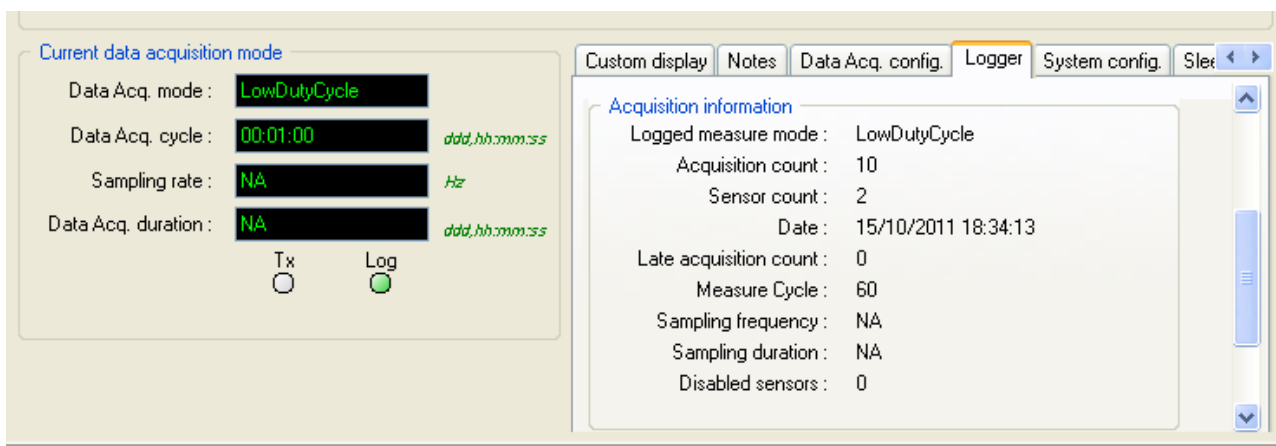 Current data acquisition mode
Data Acq. mode : LowDutyCycle
Data Acq. cycle : 00:01:00 ddd,hh:mm:ss
Sampling rate : NA Hz
Data Acq. duration : NA ddd,hh:mm:ss
Tx Log
Custom display Notes Data Acq. config. Logger System config. Slee
Acquisition information
Logged measure mode : LowDutyCycle
Acquisition count : 10
Sensor count : 2
Date : 15/10/2011 18:34:13
Late acquisition count : 0
Measure Cycle : 60
Sampling frequency : NA
Sampling duration : NA
Disabled sensors : 0